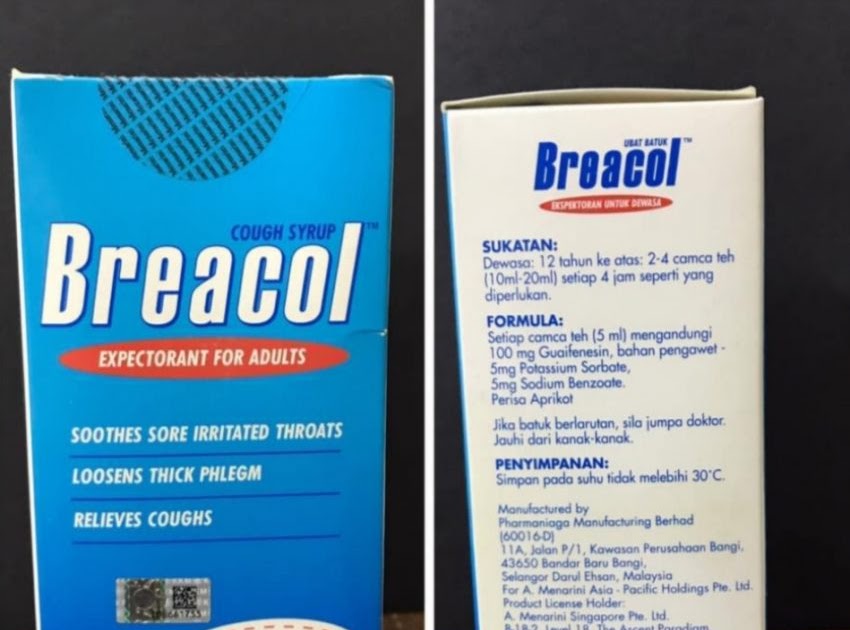 COUGH SYRUP
Breacol™
EXPECTORANT FOR ADULTS
SOOTHES SORE IRRITATED THROATS
LOOSENS THICK PHLEGM
RELIEVES COUGHS
UBAT BATUK
Breacol™
EKSPEKTORAN UNTUK DEWASA
SUKATAN:
Dewasa: 12 tahun ke atas: 2-4 camca teh
(10ml-20ml) setiap 4 jam seperti yang
diperlukan.
FORMULA:
Setiap camca teh (5 ml) mengandungi
100 mg Guaifenesin, bahan pengawet -
5mg Potassium Sorbate,
5mg Sodium Benzoate.
Perisa Aprikot
Jika batuk berlarutan, sila jumpa doktor.
Jauhi dari kanak-kanak.
PENYIMPANAN:
Simpan pada suhu tidak melebihi 30°C.
Manufactured by
Pharmaniaga Manufacturing Berhad
(60016-D)
11A, Jalan P/1, Kawasan Perusahaan Bangi,
43650 Bandar Baru Bangi,
Selangor Darul Ehsan, Malaysia
For A. Menarini Asia - Pacific Holdings Pte. Ltd.
Product License Holder:
A. Menarini Singapore Pte. Ltd.